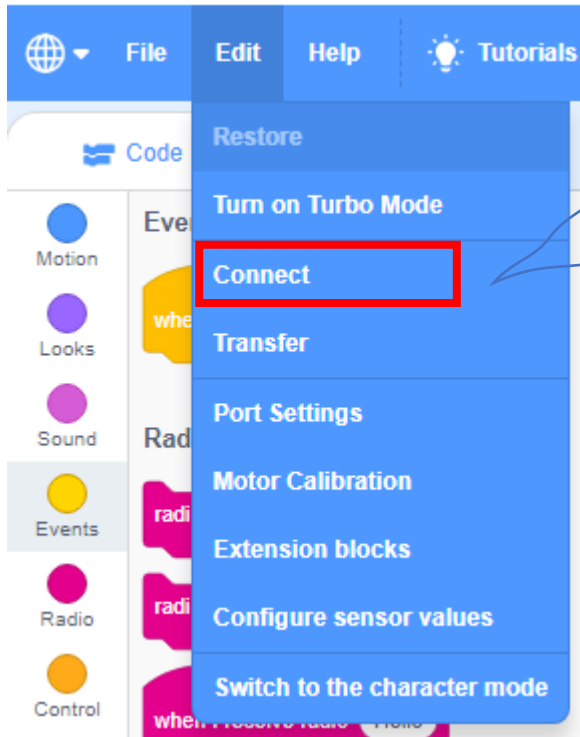 File Edit Help Tutorials
Code
Restore
Turn on Turbo Mode
Connect
Transfer
Port Settings
Motor Calibration
Extension blocks
Configure sensor values
Switch to the character mode
Motion
Looks
Sound
Events
Radio
Control